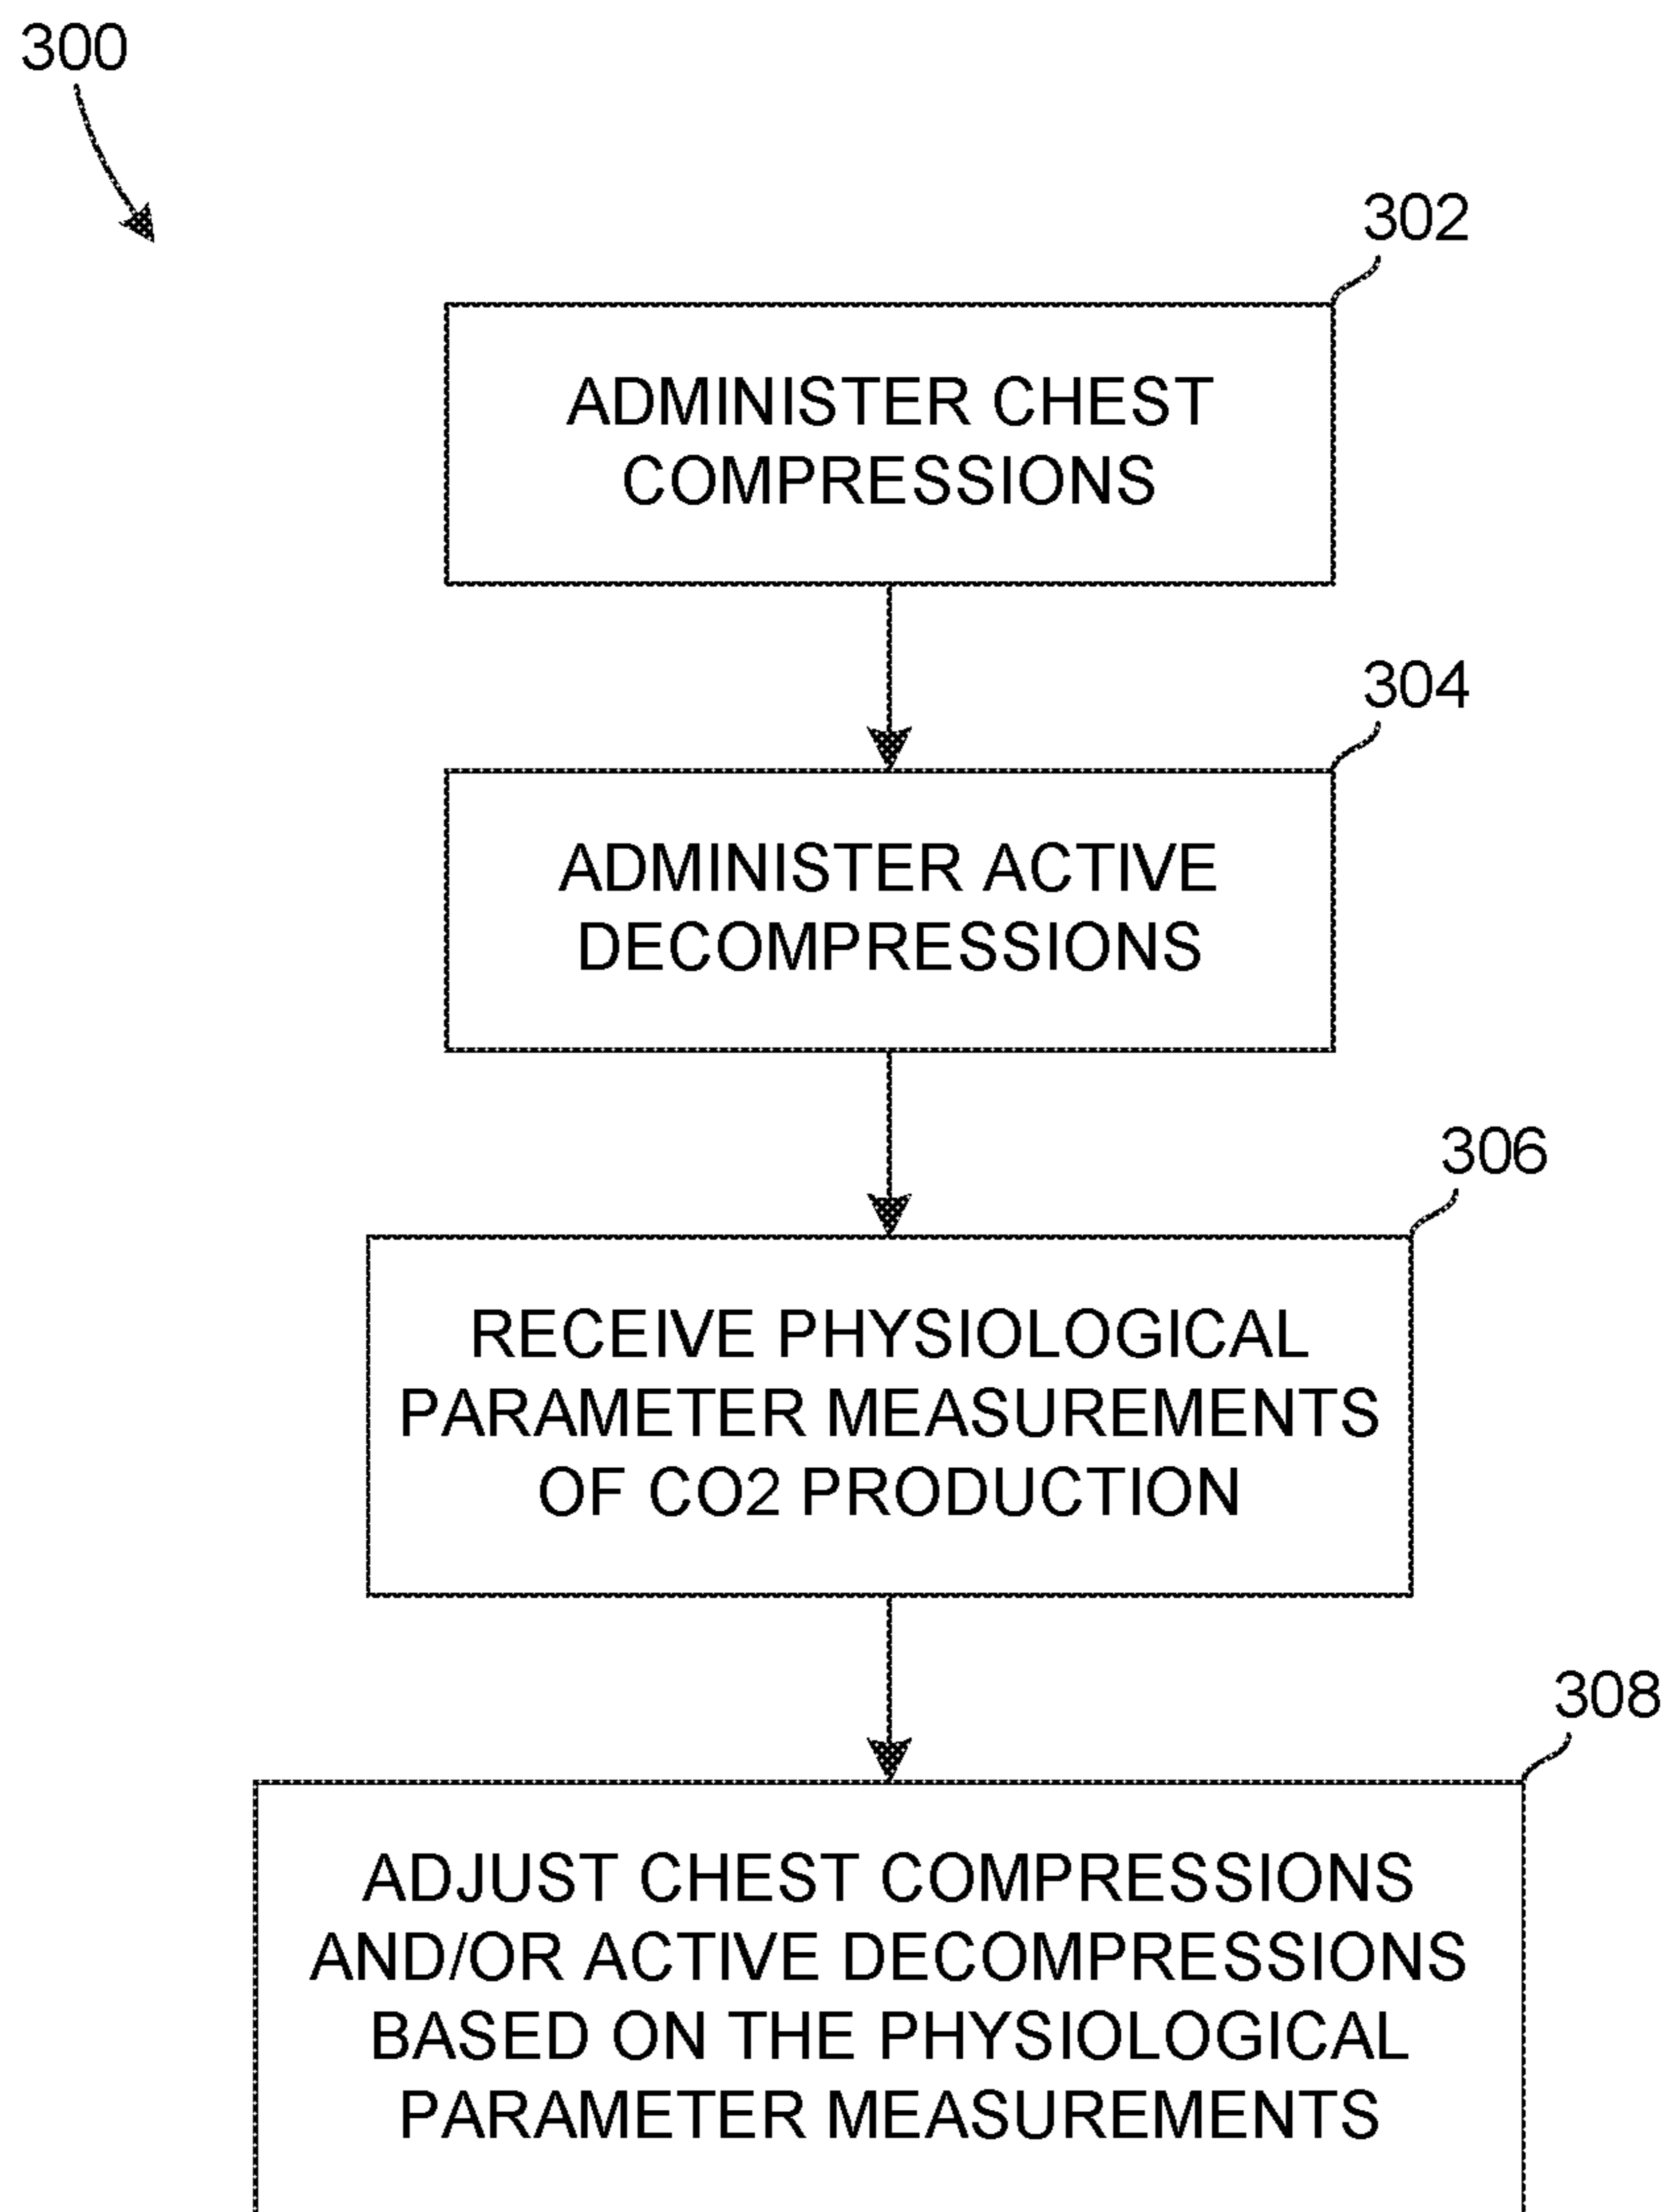 300
302
ADMINISTER CHEST
COMPRESSIONS
304
ADMINISTER ACTIVE
DECOMPRESSIONS
306
RECEIVE PHYSIOLOGICAL
PARAMETER MEASUREMENTS
OF CO2 PRODUCTION
308
ADJUST CHEST COMPRESSIONS
AND/OR ACTIVE DECOMPRESSIONS
BASED ON THE PHYSIOLOGICAL
PARAMETER MEASUREMENTS